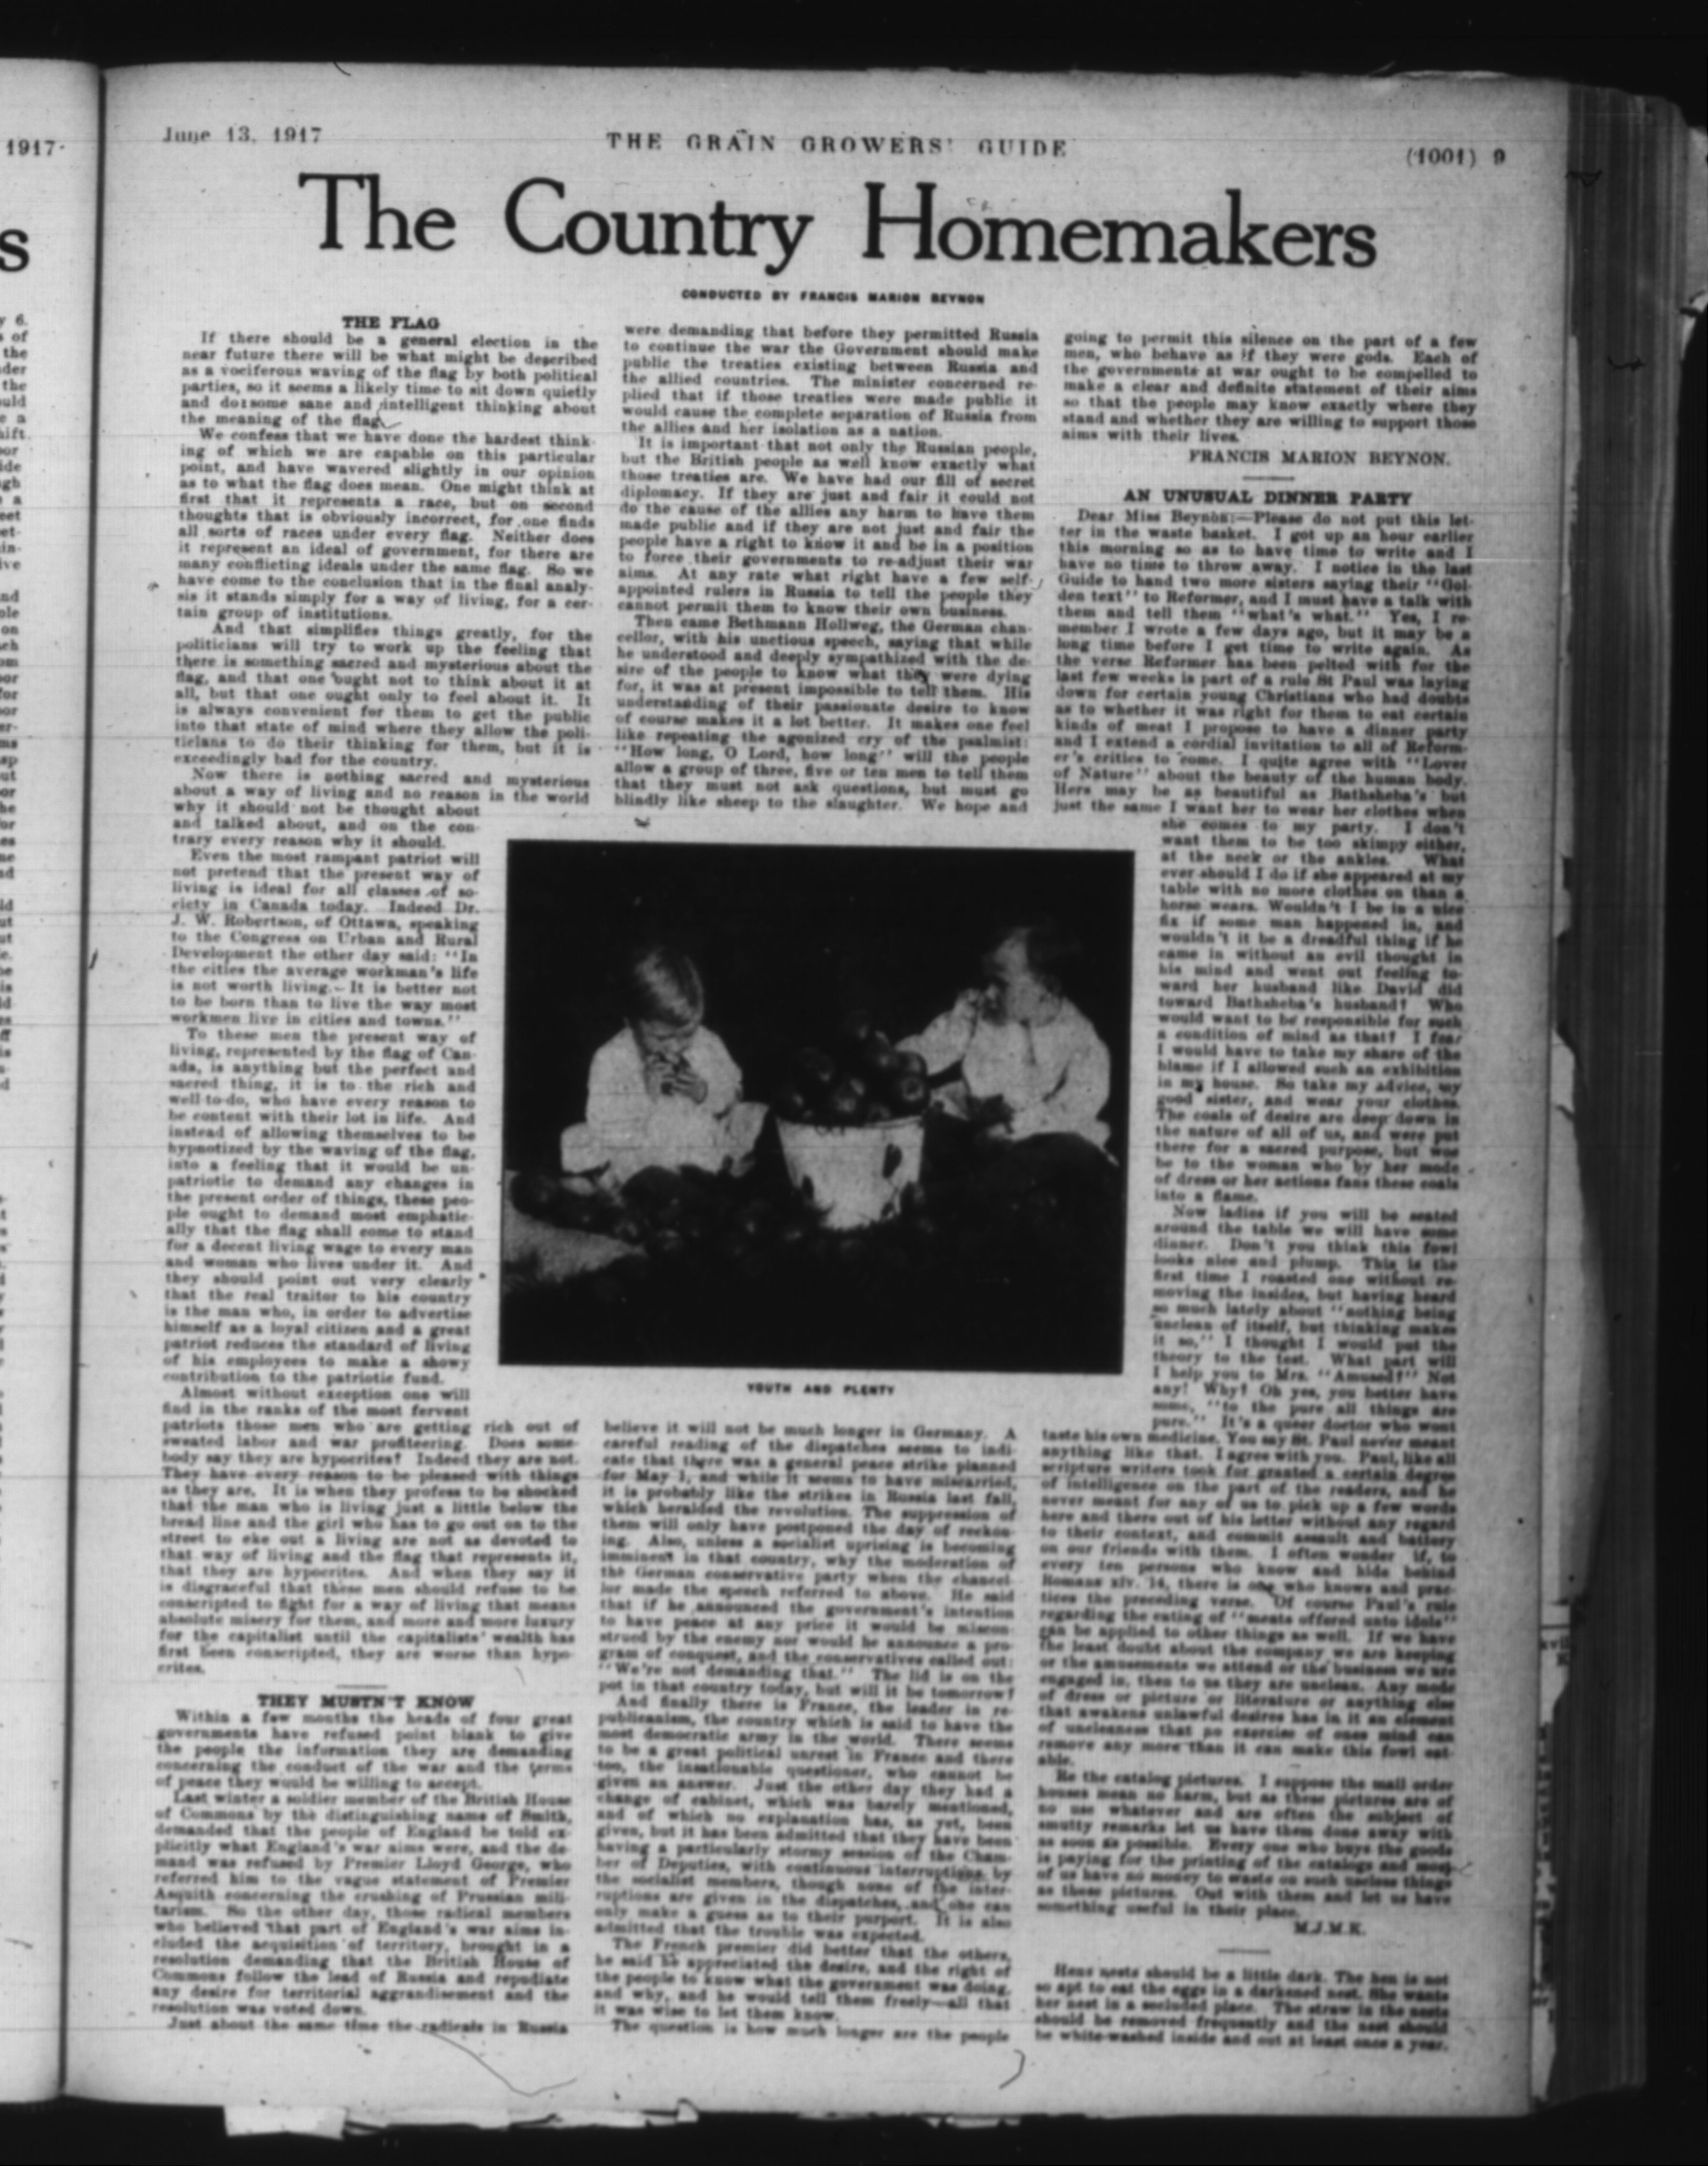 June 13, 1917
THE GRAIN GROWERS' GUIDE
(1001) 9
The Country Homemakers
CONDUCTED BY FRANCIS MARION BEYNON
THE FLAG
If there should be a general election in the
near future there will be what might be described
as a vociferous waving of the flag by both political
parties, so it seems a likely time to sit down quietly
and do some sane and intelligent thinking about
the meaning of the flag.
We confess that we have done the hardest think-
ing of which we are capable on this particular
point, and have wavered slightly in our opinion
as to what the flag does mean. One might think at
first that it represents a race, but on second
thoughts that is obviously incorrect, for one finds
all sorts of races under every flag. Neither does
it represent an ideal of government, for there are
many conflicting ideals under the same flag. So we
have come to the conclusion that in the final analy-
sis it stands simply for a way of living, for a cer-
tain group of institutions.
And that simplifies things greatly, for the
politicians will try to work up the feeling that
there is something sacred and mysterious about the
flag, and that one ought not to think about it at
all, but that one ought only to feel about it. It
is always convenient for them to get the public
into that state of mind where they allow the poli-
ticians to do their thinking for them, but it is
exceedingly bad for the country.
Now there is nothing sacred and mysterious
about a way of living and no reason in the world
why it should not be thought about
and talked about, and on the con-
trary every reason why it should.
Even the most rampant patriot will
not pretend that the present way of
living is ideal for all classes of so-
ciety in Canada today. Indeed Dr.
J. W. Robertson, of Ottawa, speaking
to the Congress on Urban and Rural
Development the other day said: "In
the cities the average workman's life
is not worth living.—It is better not
to be born than to live the way most
workmen live in cities and towns."
To these men the present way of
living, represented by the flag of Can-
ada, is anything but the perfect and
sacred thing, it is to the rich and
well-to-do, who have every reason to
be content with their lot in life. And
instead of allowing themselves to be
hypnotized by the waving of the flag,
into a feeling that it would be un-
patriotic to demand any changes in
the present order of things, these peo-
ple ought to demand most emphatic-
ally that the flag shall come to stand
for a decent living wage to every man
and woman who lives under it. And
they should point out very clearly
that the real traitor to his country
is the man who, in order to advertise
himself as a loyal citizen and a great
patriot reduces the standard of living
of his employees to make a showy
contribution to the patriotic fund.
Almost without exception one will
find in the ranks of the most fervent
patriots those men who are getting rich out of
sweated labor and war profiteering. Does some-
body say they are hypocrites? Indeed they are not.
They have every reason to be pleased with things
as they are. It is when they profess to be shocked
that the man who is living just a little below the
bread line and the girl who has to go out on to the
street to eke out a living are not as devoted to
that way of living and the flag that represents it,
that they are hypocrites. And when they say it
is disgraceful that these men should refuse to be
conscripted to fight for a way of living that means
absolute misery for them, and more and more luxury
for the capitalist until the capitalists' wealth has
first been conscripted, they are worse than hypo-
crites.
THEY MUSTN'T KNOW
Within a few months the heads of four great
governments have refused point blank to give
the people the information they are demanding
concerning the conduct of the war and the terms
of peace they would be willing to accept.
Last winter a soldier member of the British House
of Commons by the distinguishing name of Smith,
demanded that the people of England be told ex-
plicitly what England's war aims were, and the de-
mand was refused by Premier Lloyd George, who
referred him to the vague statement of Premier
Asquith concerning the crushing of Prussian mili-
tarism. So the other day, those radical members
who believed that part of England's war aims in-
cluded the acquisition of territory, brought in a
resolution demanding that the British House of
Commons follow the lead of Russia and repudiate
any desire for territorial aggrandisement and the
resolution was voted down.
Just about the same time the radicals in Russia
were demanding that before they permitted Russia
to continue the war the Government should make
public the treaties existing between Russia and
the allied countries. The minister concerned re-
plied that if those treaties were made public it
would cause the complete separation of Russia from
the allies and her isolation as a nation.
It is important that not only the Russian people,
but the British people as well know exactly what
those treaties are. We have had our fill of secret
diplomacy. If they are just and fair it could not
do the cause of the allies any harm to have them
made public and if they are not just and fair the
people have a right to know it and be in a position
to force their governments to re-adjust their war
aims. At any rate what right have a few self-
appointed rulers in Russia to tell the people they
cannot permit them to know their own business.
Then came Bethmann Hollweg, the German chan-
cellor, with his unctious speech, saying that while
he understood and deeply sympathized with the de-
sire of the people to know what they were dying
for, it was at present impossible to tell them. His
understanding of their passionate desire to know
of course makes it a lot better. It makes one feel
like repeating the agonized cry of the psalmist:
"How long, O Lord, how long" will the people
allow a group of three, five or ten men to tell them
that they must not ask questions, but must go
blindly like sheep to the slaughter. We hope and
YOUTH AND PLENTY
believe it will not be much longer in Germany. A
careful reading of the dispatches seems to indi-
cate that there was a general peace strike planned
for May 1, and while it seems to have miscarried,
it is probably like the strikes in Russia last fall,
which heralded the revolution. The suppression of
them will only have postponed the day of reckon-
ing. Also, unless a socialist uprising is becoming
imminent in that country, why the moderation of
the German conservative party when the chancel-
lor made the speech referred to above. He said
that if he announced the government's intention
to have peace at any price it would be miscon-
strued by the enemy nor would he announce a pro-
gram of conquest, and the conservatives called out:
"We're not demanding that." The lid is on the
pot in that country today, but will it be tomorrow?
And finally there is France, the leader in re-
publicanism, the country which is said to have the
most democratic army in the world. There seems
to be a great political unrest in France and there
too, the insationable questioner, who cannot be
given an answer. Just the other day they had a
change of cabinet, which was barely mentioned,
and of which no explanation has, as yet, been
given, but it has been admitted that they have been
having a particularly stormy session of the Cham-
ber of Deputies, with continuous interruptions by
the socialist members, though none of the inter-
ruptions are given in the dispatches, and one can
only make a guess as to their purport. It is also
admitted that the trouble was expected.
The French premier did better that the others,
he said he appreciated the desire, and the right of
the people to know what the government was doing,
and why, and he would tell them freely—all that
it was wise to let them know.
The question is how much longer are the people
going to permit this silence on the part of a few
men, who behave as if they were gods. Each of
the governments at war ought to be compelled to
make a clear and definite statement of their aims
so that the people may know exactly where they
stand and whether they are willing to support those
aims with their lives.
FRANCIS MARION BEYNON.
AN UNUSUAL DINNER PARTY
Dear Miss Beynon:—Please do not put this let-
ter in the waste basket. I got up an hour earlier
this morning so as to have time to write and I
have no time to throw away. I notice in the last
Guide to hand two more sisters saying their "Gol-
den text" to Reformer, and I must have a talk with
them and tell them "what's what." Yes, I re-
member I wrote a few days ago, but it may be a
long time before I get time to write again. As
the verse Reformer has been pelted with for the
last few weeks is part of a rule St Paul was laying
down for certain young Christians who had doubts
as to whether it was right for them to eat certain
kinds of meat I propose to have a dinner party
and I extend a cordial invitation to all of Reform-
er's critics to come. I quite agree with "Lover
of Nature" about the beauty of the human body.
Hers may be as beautiful as Bathsheba's but
just the same I want her to wear her clothes when
she comes to my party. I don't
want them to be too skimpy either,
at the neck or the ankles. What
ever should I do if she appeared at my
table with no more clothes on than a
horse wears. Wouldn't I be in a nice
fix if some man happened in, and
wouldn't it be a dreadful thing if he
came in without an evil thought in
his mind and went out feeling to-
ward her husband like David did
toward Bathsheba's husband? Who
would want to be responsible for such
a condition of mind as that? I fear
I would have to take my share of the
blame if I allowed such an exhibition
in my house. So take my advice, my
good sister, and wear your clothes.
The coals of desire are deep down in
the nature of all of us, and were put
there for a sacred purpose, but woe
be to the woman who by her mode
of dress or her actions fans these coals
into a flame.
Now ladies if you will be seated
around the table we will have some
dinner. Don't you think this fowl
looks nice and plump. This is the
first time I roasted one without re-
moving the insides, but having heard
so much lately about "nothing being
unclean of itself, but thinking makes
it so," I thought I would put the
theory to the test. What part will
I help you to Mrs. "Amused?" Not
any? Why? Oh yes, you better have
some, "to the pure all things are
pure." It's a queer doctor who wont
taste his own medicine. You say St. Paul never meant
anything like that. I agree with you. Paul, like all
scripture writers took for granted a certain degree
of intelligence on the part of the readers, and he
never meant for any of us to pick up a few words
here and there out of his letter without any regard
to their context, and commit assault and battery
on our friends with them. I often wonder if, to
every ten persons who know and hide behind
Romans xiv. 14, there is one who knows and prac-
tices the preceding verse. Of course Paul's rule
regarding the eating of "meats offered unto idols"
can be applied to other things as well. If we have
the least doubt about the company we are keeping
or the amusements we attend or the business we are
engaged in, then to us they are unclean. Any mode
of dress or picture or literature or anything else
that awakens unlawful desires has in it an element
of uncleanness that no exercise of ones mind can
remove any more than it can make this fowl eat-
able.
Re the catalog pictures. I suppose the mail order
houses mean no harm, but as these pictures are of
no use whatever and are often the subject of
smutty remarks let us have them done away with
as soon as possible. Every one who buys the goods
is paying for the printing of the catalogs and most
of us have no money to waste on such useless things
as these pictures. Out with them and let us have
something useful in their place.
M.J.M.K.
Hens nests should be a little dark. The hen is not
so apt to eat the eggs in a darkened nest. She wants
her nest in a secluded place. The straw in the nests
should be removed frequently and the nest should
be white-washed inside and out at least once a year.